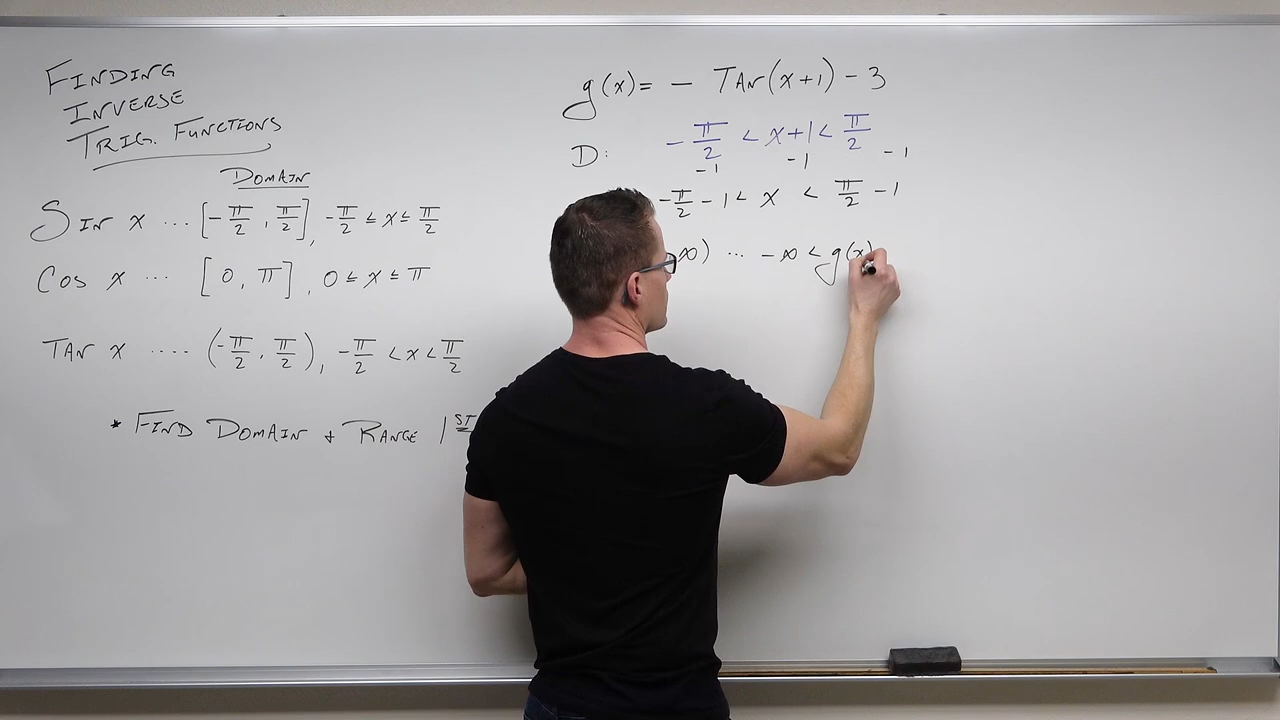 FINDING
INVERSE
TRIG. FUNCTIONS
DOMAIN
SIN x ... [-π/2, π/2], -π/2 ≤ x ≤ π/2
COS x ... [0, π], 0 ≤ x ≤ π
TAN x .... (-π/2, π/2), -π/2 < x < π/2
* FIND DOMAIN + RANGE 1ST
g(x) = - TAN(x+1) - 3
D: -π/2 < x+1 < π/2
-1 -1 -1
-π/2 - 1 < x < π/2 - 1
∞) ... -∞ < g(x)